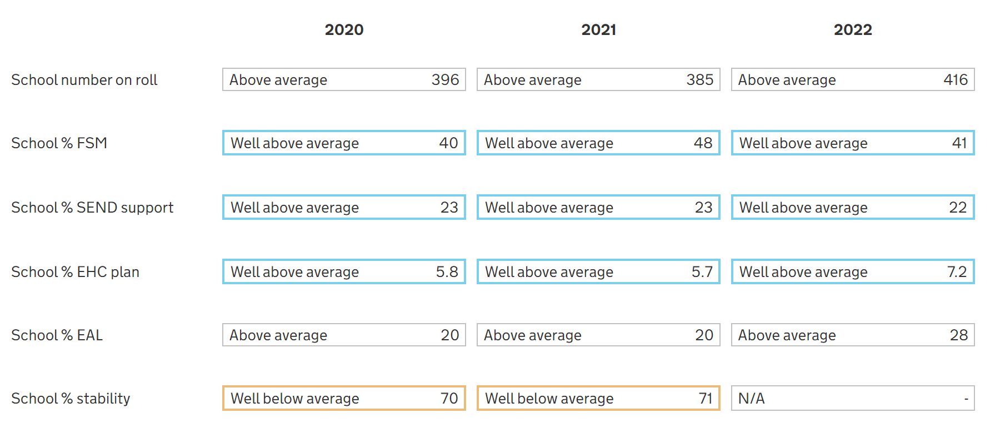 2020 2021 2022
School number on roll Above average 396 Above average 385 Above average 416
School % FSM Well above average 40 Well above average 48 Well above average 41
School % SEND support Well above average 23 Well above average 23 Well above average 22
School % EHC plan Well above average 5.8 Well above average 5.7 Well above average 7.2
School % EAL Above average 20 Above average 20 Above average 28
School % stability Well below average 70 Well below average 71 N/A -